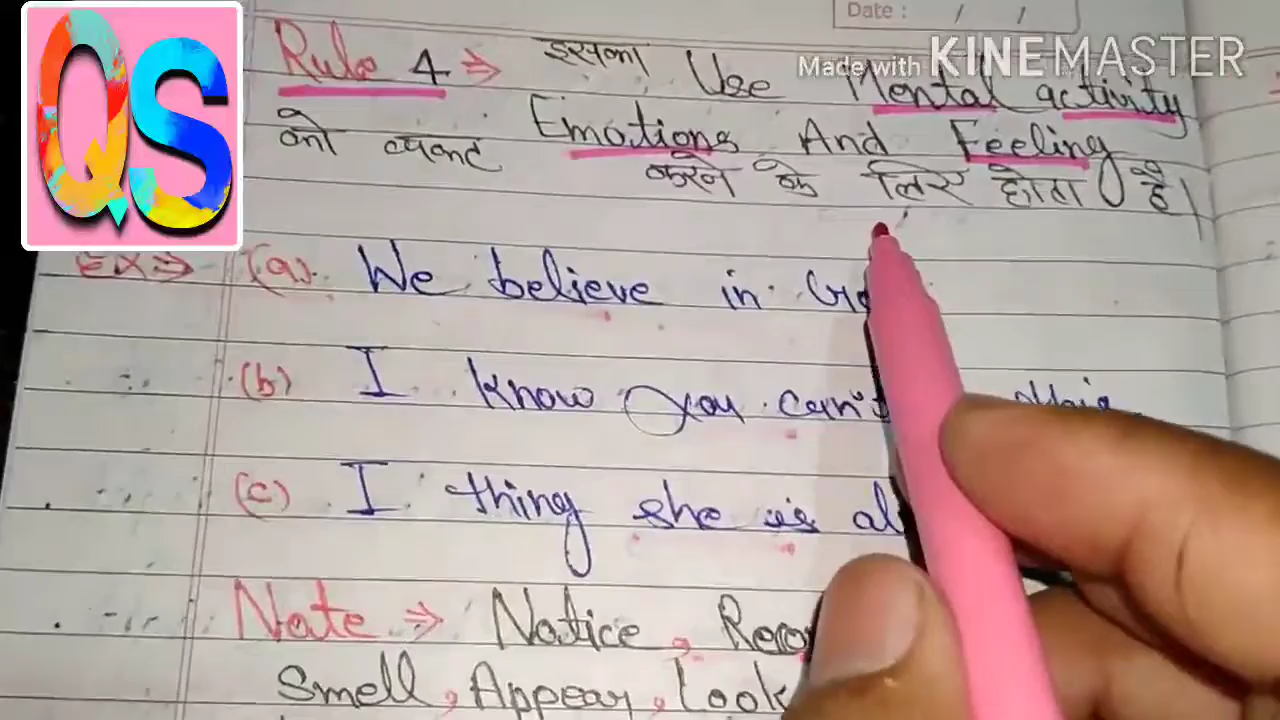 QS
Date : / /
Made with KINEMASTER
Rule 4 ⇒ इसका Use Mental activity
को व्यक्ट Emotions And Feeling
करने के लिए होता है।
Ex ⇒ (a). We believe in
(b) I know you can't
(c) I thing she is
Note ⇒ Notice,
Smell, Appear, Look